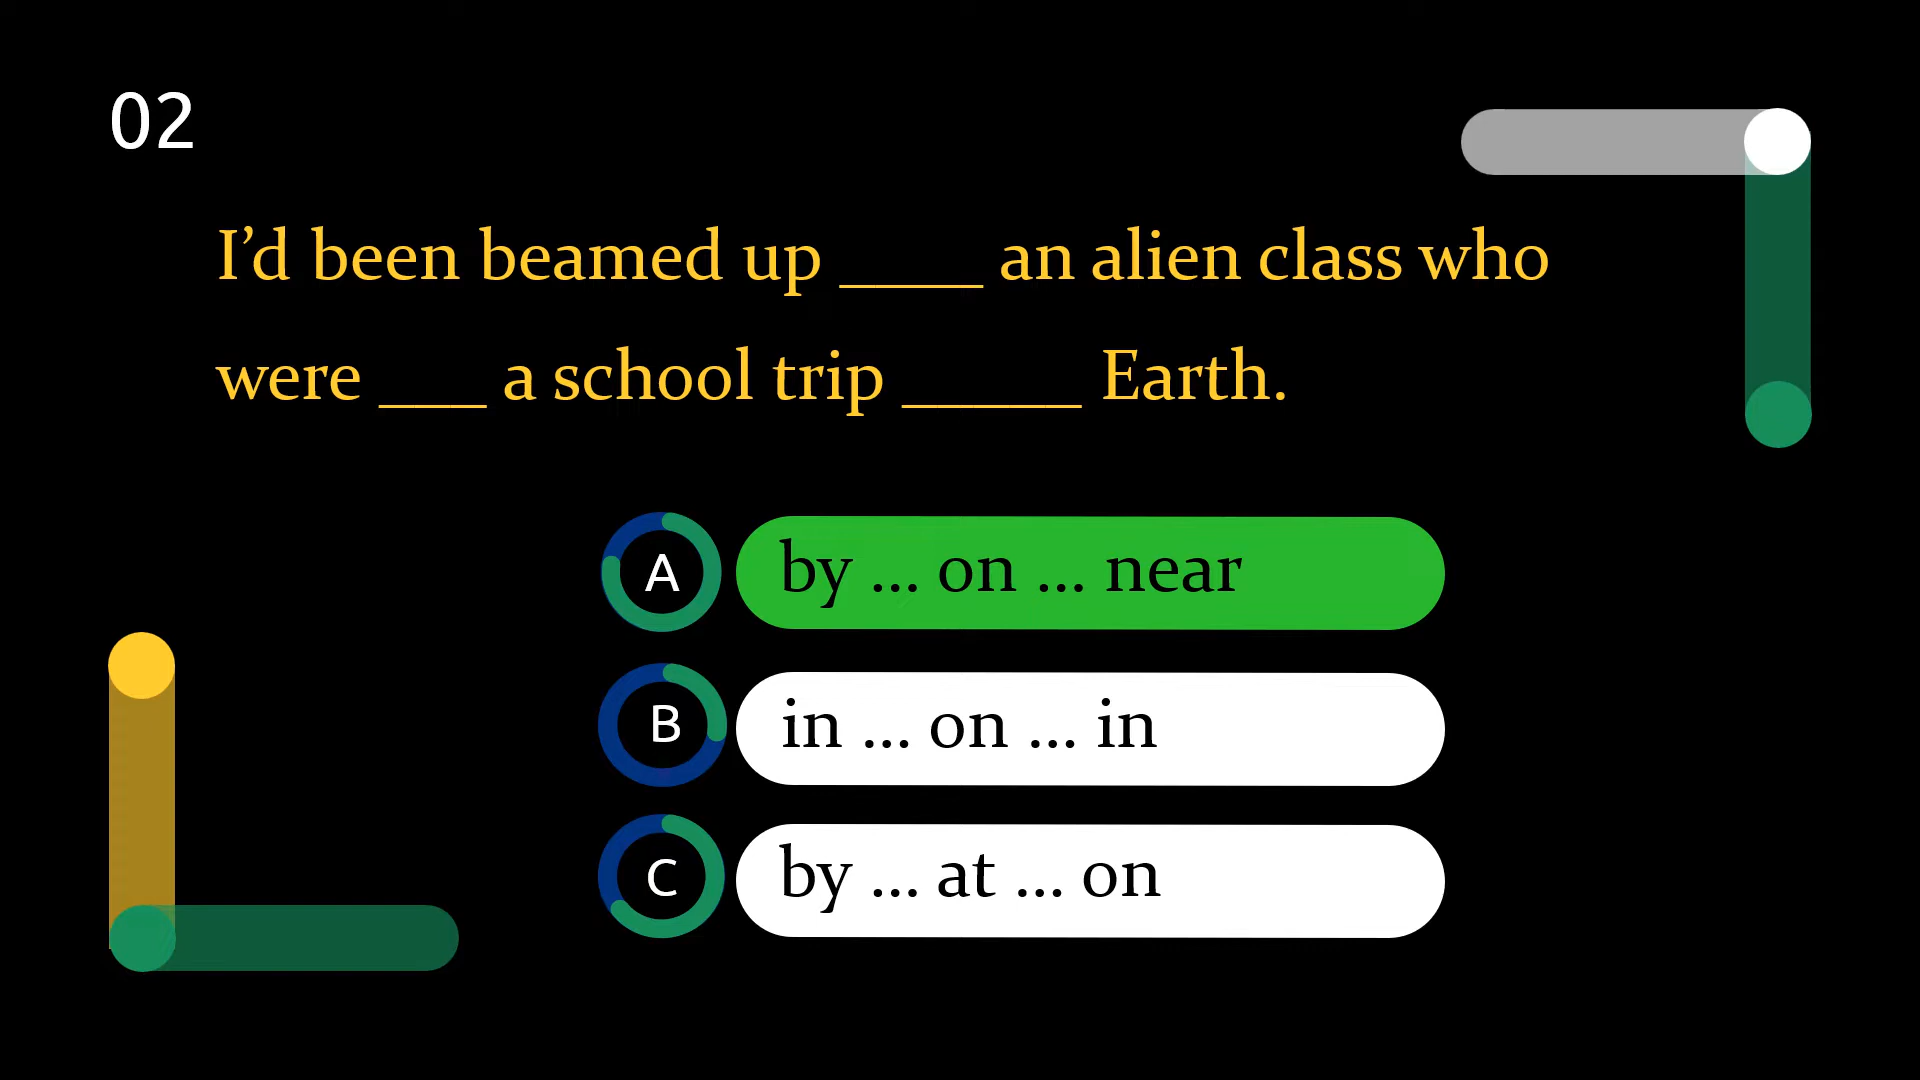 02
I’d been beamed up ____ an alien class who
were ___ a school trip _____ Earth.
A
by ... on ... near
B
in ... on ... in
C
by ... at ... on